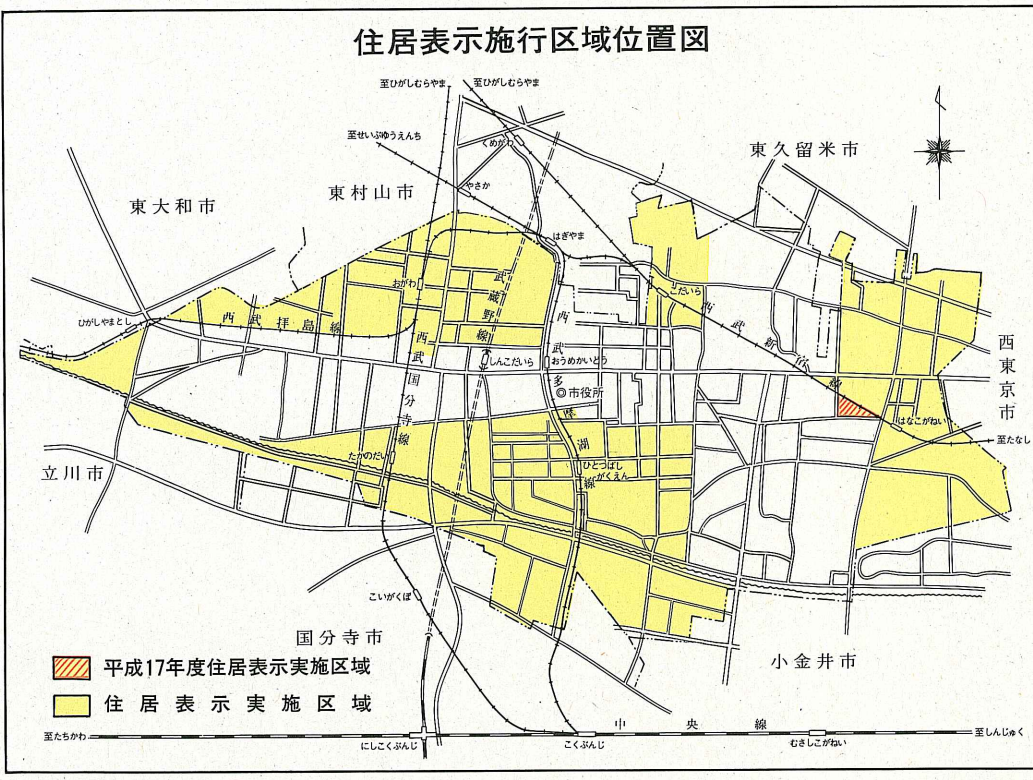 住居表示施行区域位置図
至ひがしむらやま
至ひがしむらやま
至せいぶゆうえんち
くめがわ
東久留米市
やさか
東村山市
東大和市
はぎやま
おがわ
こだいら
武蔵野線
西武拝島線
ひがしやまとし
西武国分寺線
西武多摩湖線
西武新宿線
しんこだいら
おうめかいどう
◎市役所
西東京市
はなこがねい
至たなし
たかのだい
ひとつばし
がくえん
立川市
こいがくぼ
国分寺市
小金井市
平成17年度住居表示実施区域
住居表示実施区域
中央線
至たちかわ
にしこくぶんじ
こくぶんじ
むさしこがねい
至しんじゅく